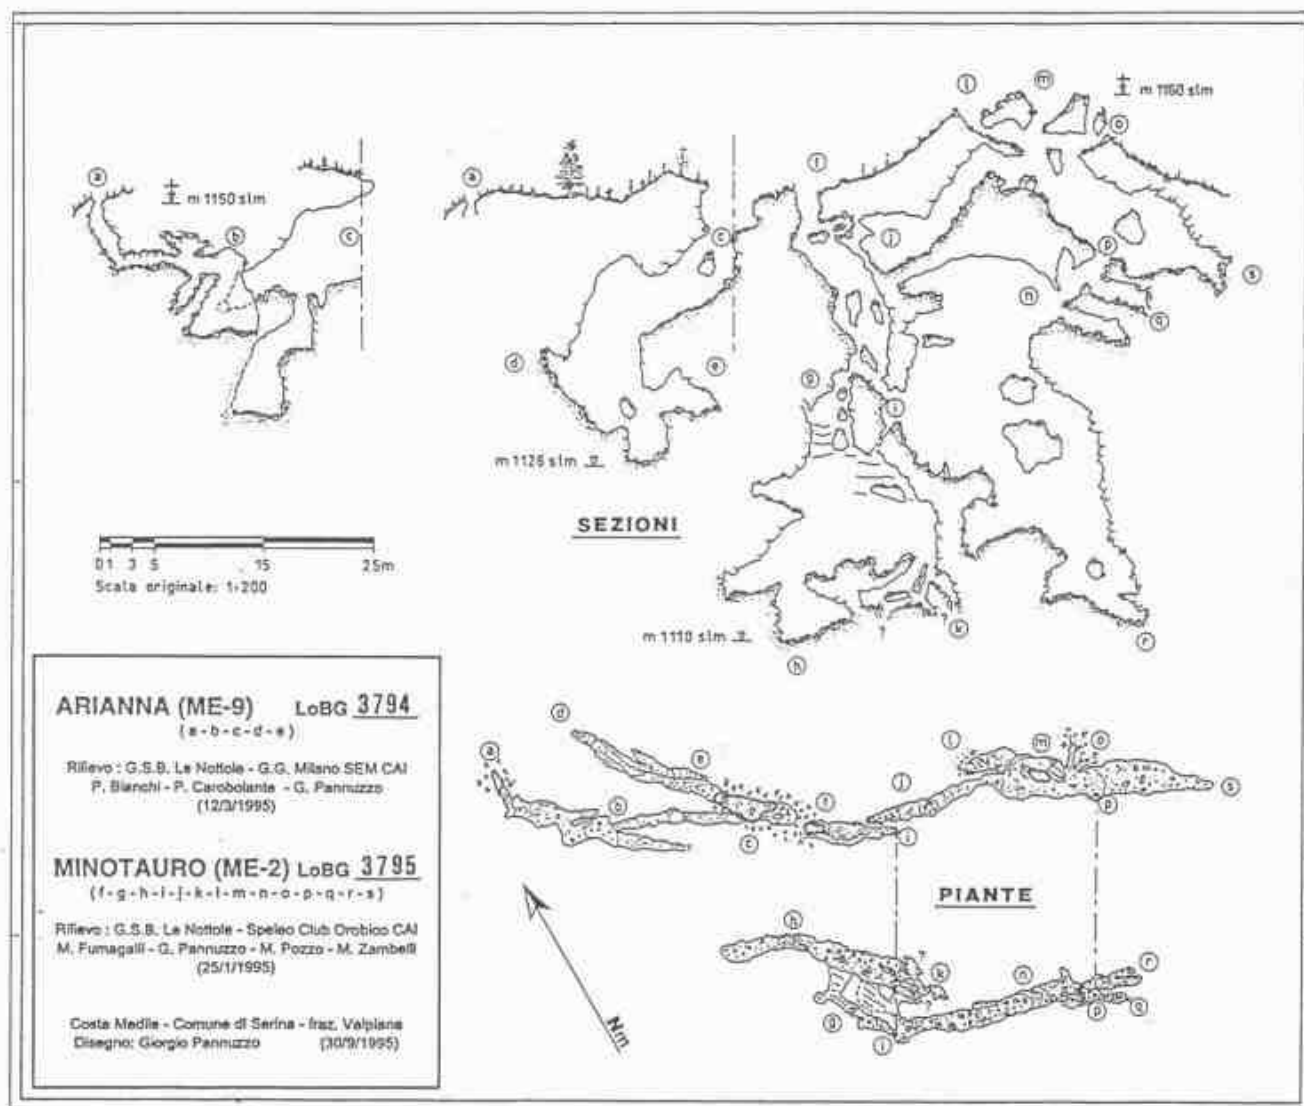 a
m 1150 slm
b
c
a
c
d
e
m 1126 slm
f
l
m
m 1160 slm
o
j
n
p
s
q
g
i
SEZIONI
m 1110 slm
?
?
k
h
r
0 1 3 5 15 25m
Scala originale: 1:200
ARIANNA (ME-9) LoBG 3794
(a-b-c-d-e)
Rilievo : G.S.B. Le Nottole - G.G. Milano SEM CAI
P. Bianchi - P. Carobolante - G. Pannuzzo
(12/3/1995)
MINOTAURO (ME-2) LoBG 3795
(f-g-h-i-j-k-l-m-n-o-p-q-r-s)
Rilievo : G.S.B. Le Nottole - Speleo Club Orobico CAI
M. Fumagalli - G. Pannuzzo - M. Pozzo - M. Zambelli
(25/1/1995)
Costa Medile - Comune di Serina - fraz. Valpiana
Disegno: Giorgio Pannuzzo (30/9/1995)
d
a
e
b
c
f
j
i
l
m
o
p
s
PIANTE
Nm
h
?
k
?
g
i
n
p
r
q